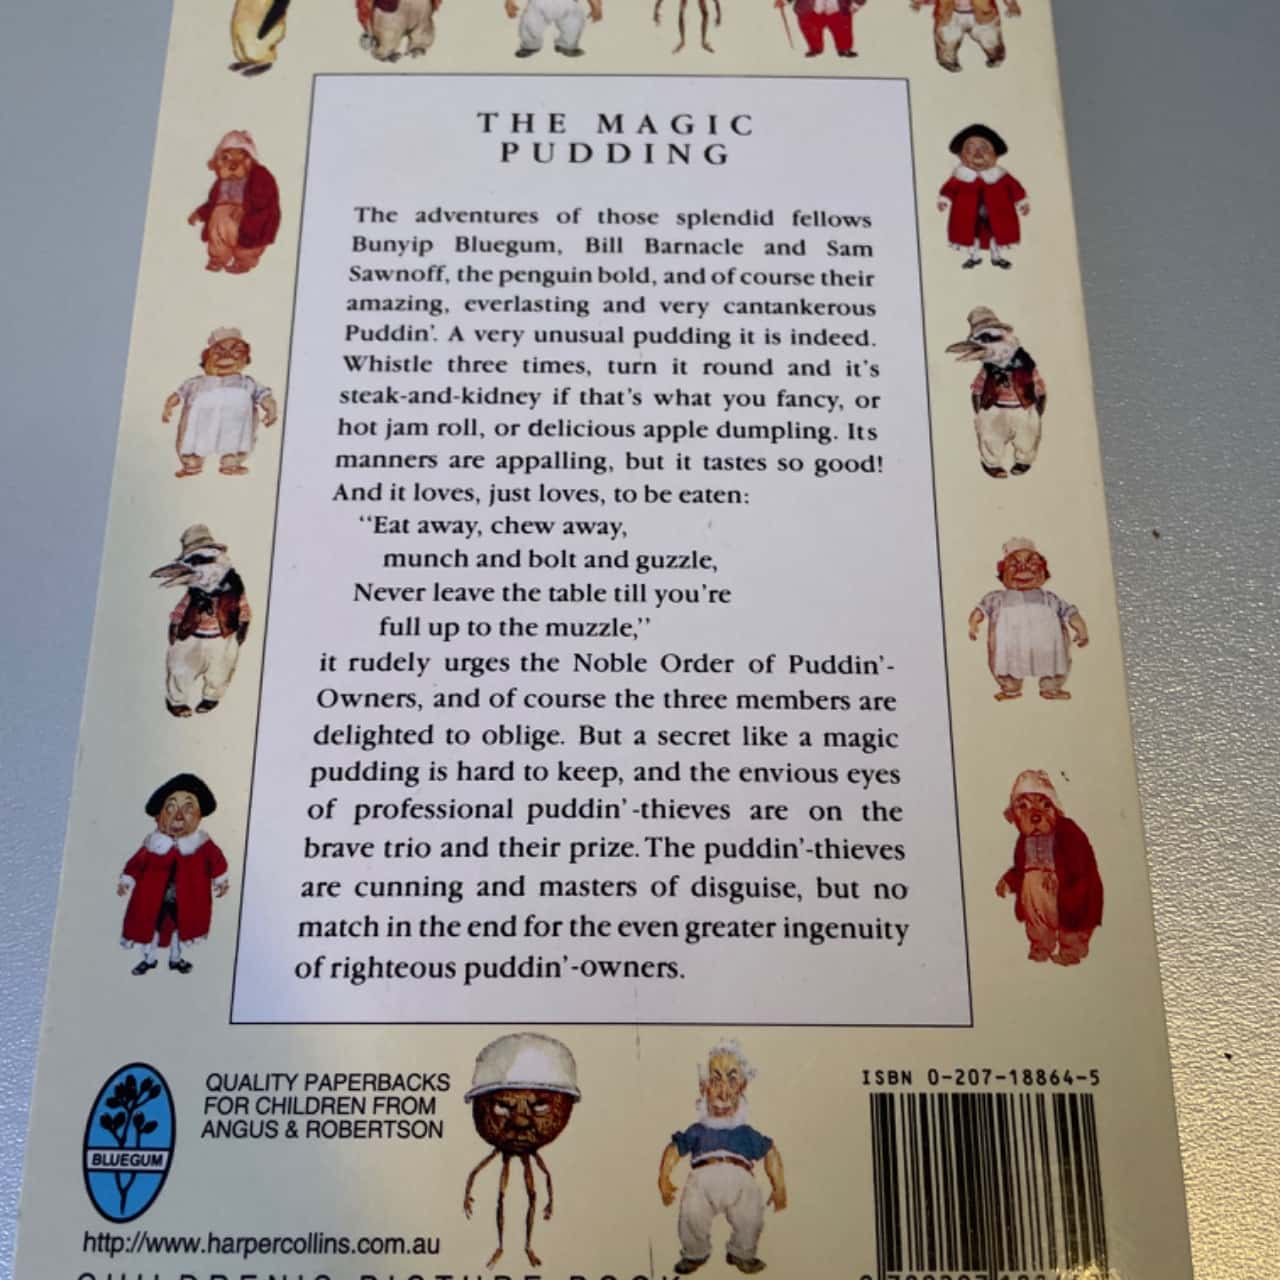 THE MAGIC
PUDDING
The adventures of those splendid fellows
Bunyip Bluegum, Bill Barnacle and Sam
Sawnoff, the penguin bold, and of course their
amazing, everlasting and very cantankerous
Puddin'. A very unusual pudding it is indeed.
Whistle three times, turn it round and it's
steak-and-kidney if that's what you fancy, or
hot jam roll, or delicious apple dumpling. Its
manners are appalling, but it tastes so good!
And it loves, just loves, to be eaten:
"Eat away, chew away,
munch and bolt and guzzle,
Never leave the table till you're
full up to the muzzle,"
it rudely urges the Noble Order of Puddin'-
Owners, and of course the three members are
delighted to oblige. But a secret like a magic
pudding is hard to keep, and the envious eyes
of professional puddin'-thieves are on the
brave trio and their prize. The puddin'-thieves
are cunning and masters of disguise, but no
match in the end for the even greater ingenuity
of righteous puddin'-owners.
QUALITY PAPERBACKS
FOR CHILDREN FROM
ANGUS & ROBERTSON
BLUEGUM
http://www.harpercollins.com.au
ISBN 0-207-18864-5